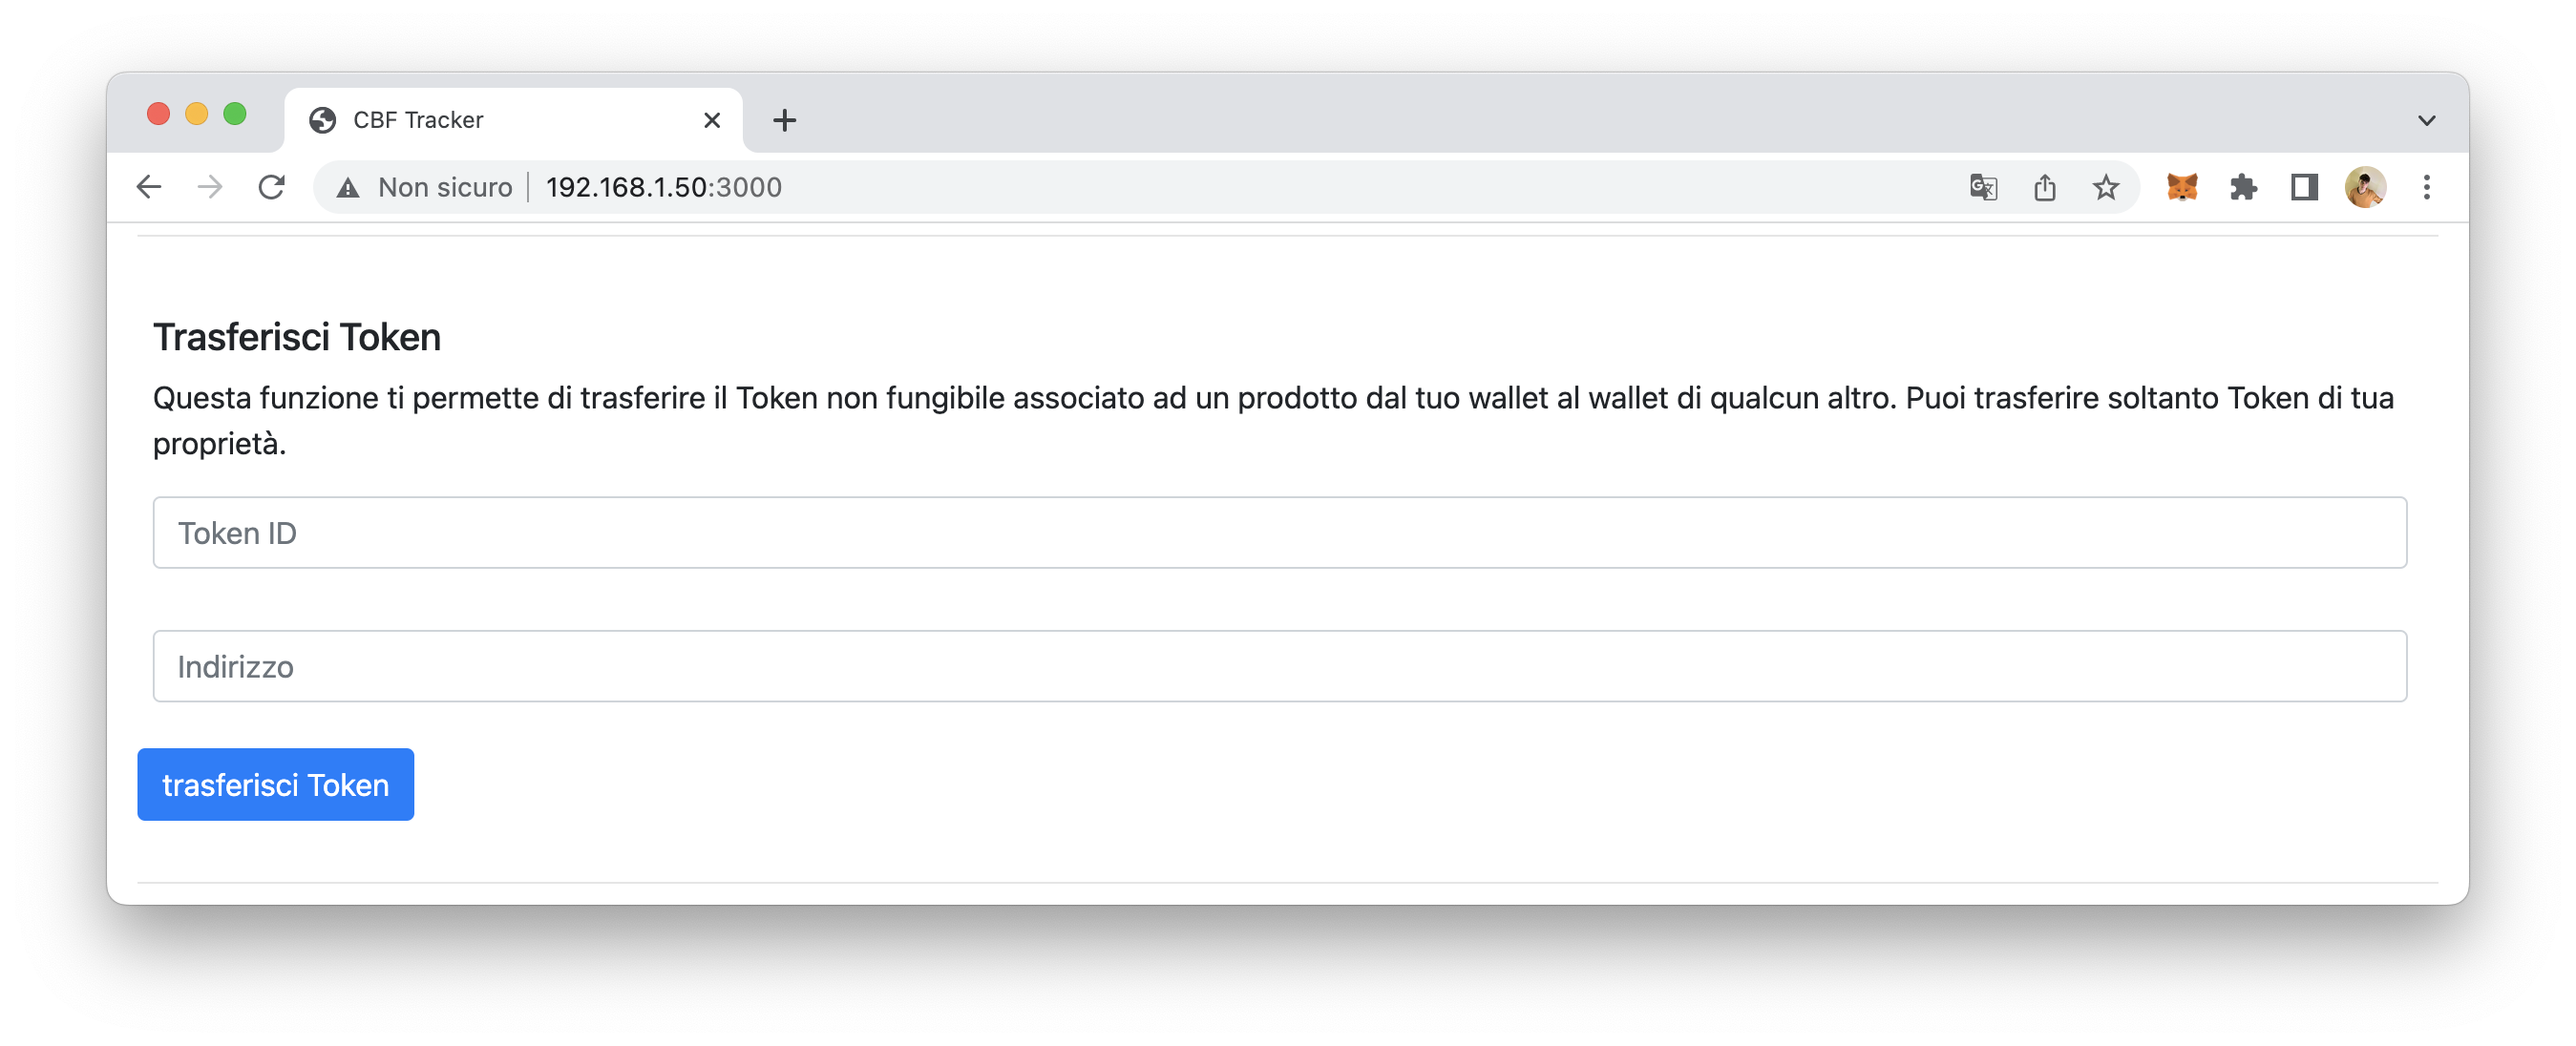 CBF Tracker
Non sicuro | 192.168.1.50:3000
Trasferisci Token
Questa funzione ti permette di trasferire il Token non fungibile associato ad un prodotto dal tuo wallet al wallet di qualcun altro. Puoi trasferire soltanto Token di tua
proprietà.
Token ID
Indirizzo
trasferisci Token